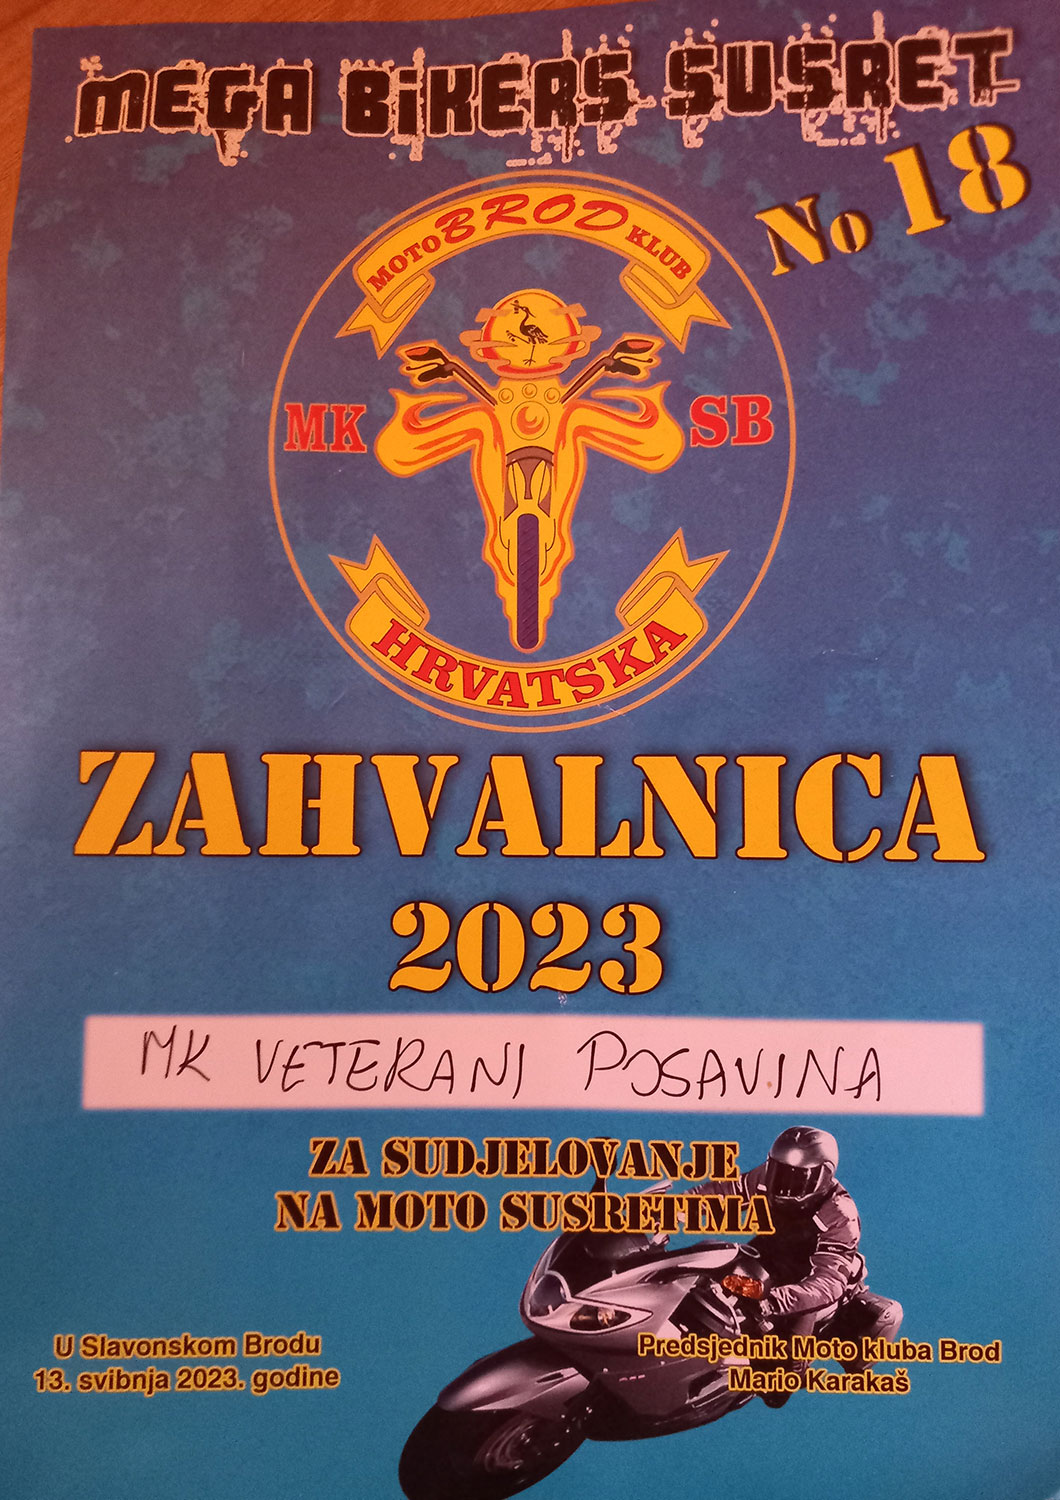 MEGA BIKERS SUSRET
No 18
MOTO BROD KLUB
MK SB
HRVATSKA
ZAHVALNICA
2023
MK VETERANI POSAVINA
ZA SUDJELOVANJE
NA MOTO SUSRETIMA
U Slavonskom Brodu
13. svibnja 2023. godine
Predsjednik Moto kluba Brod
Mario Karakaš